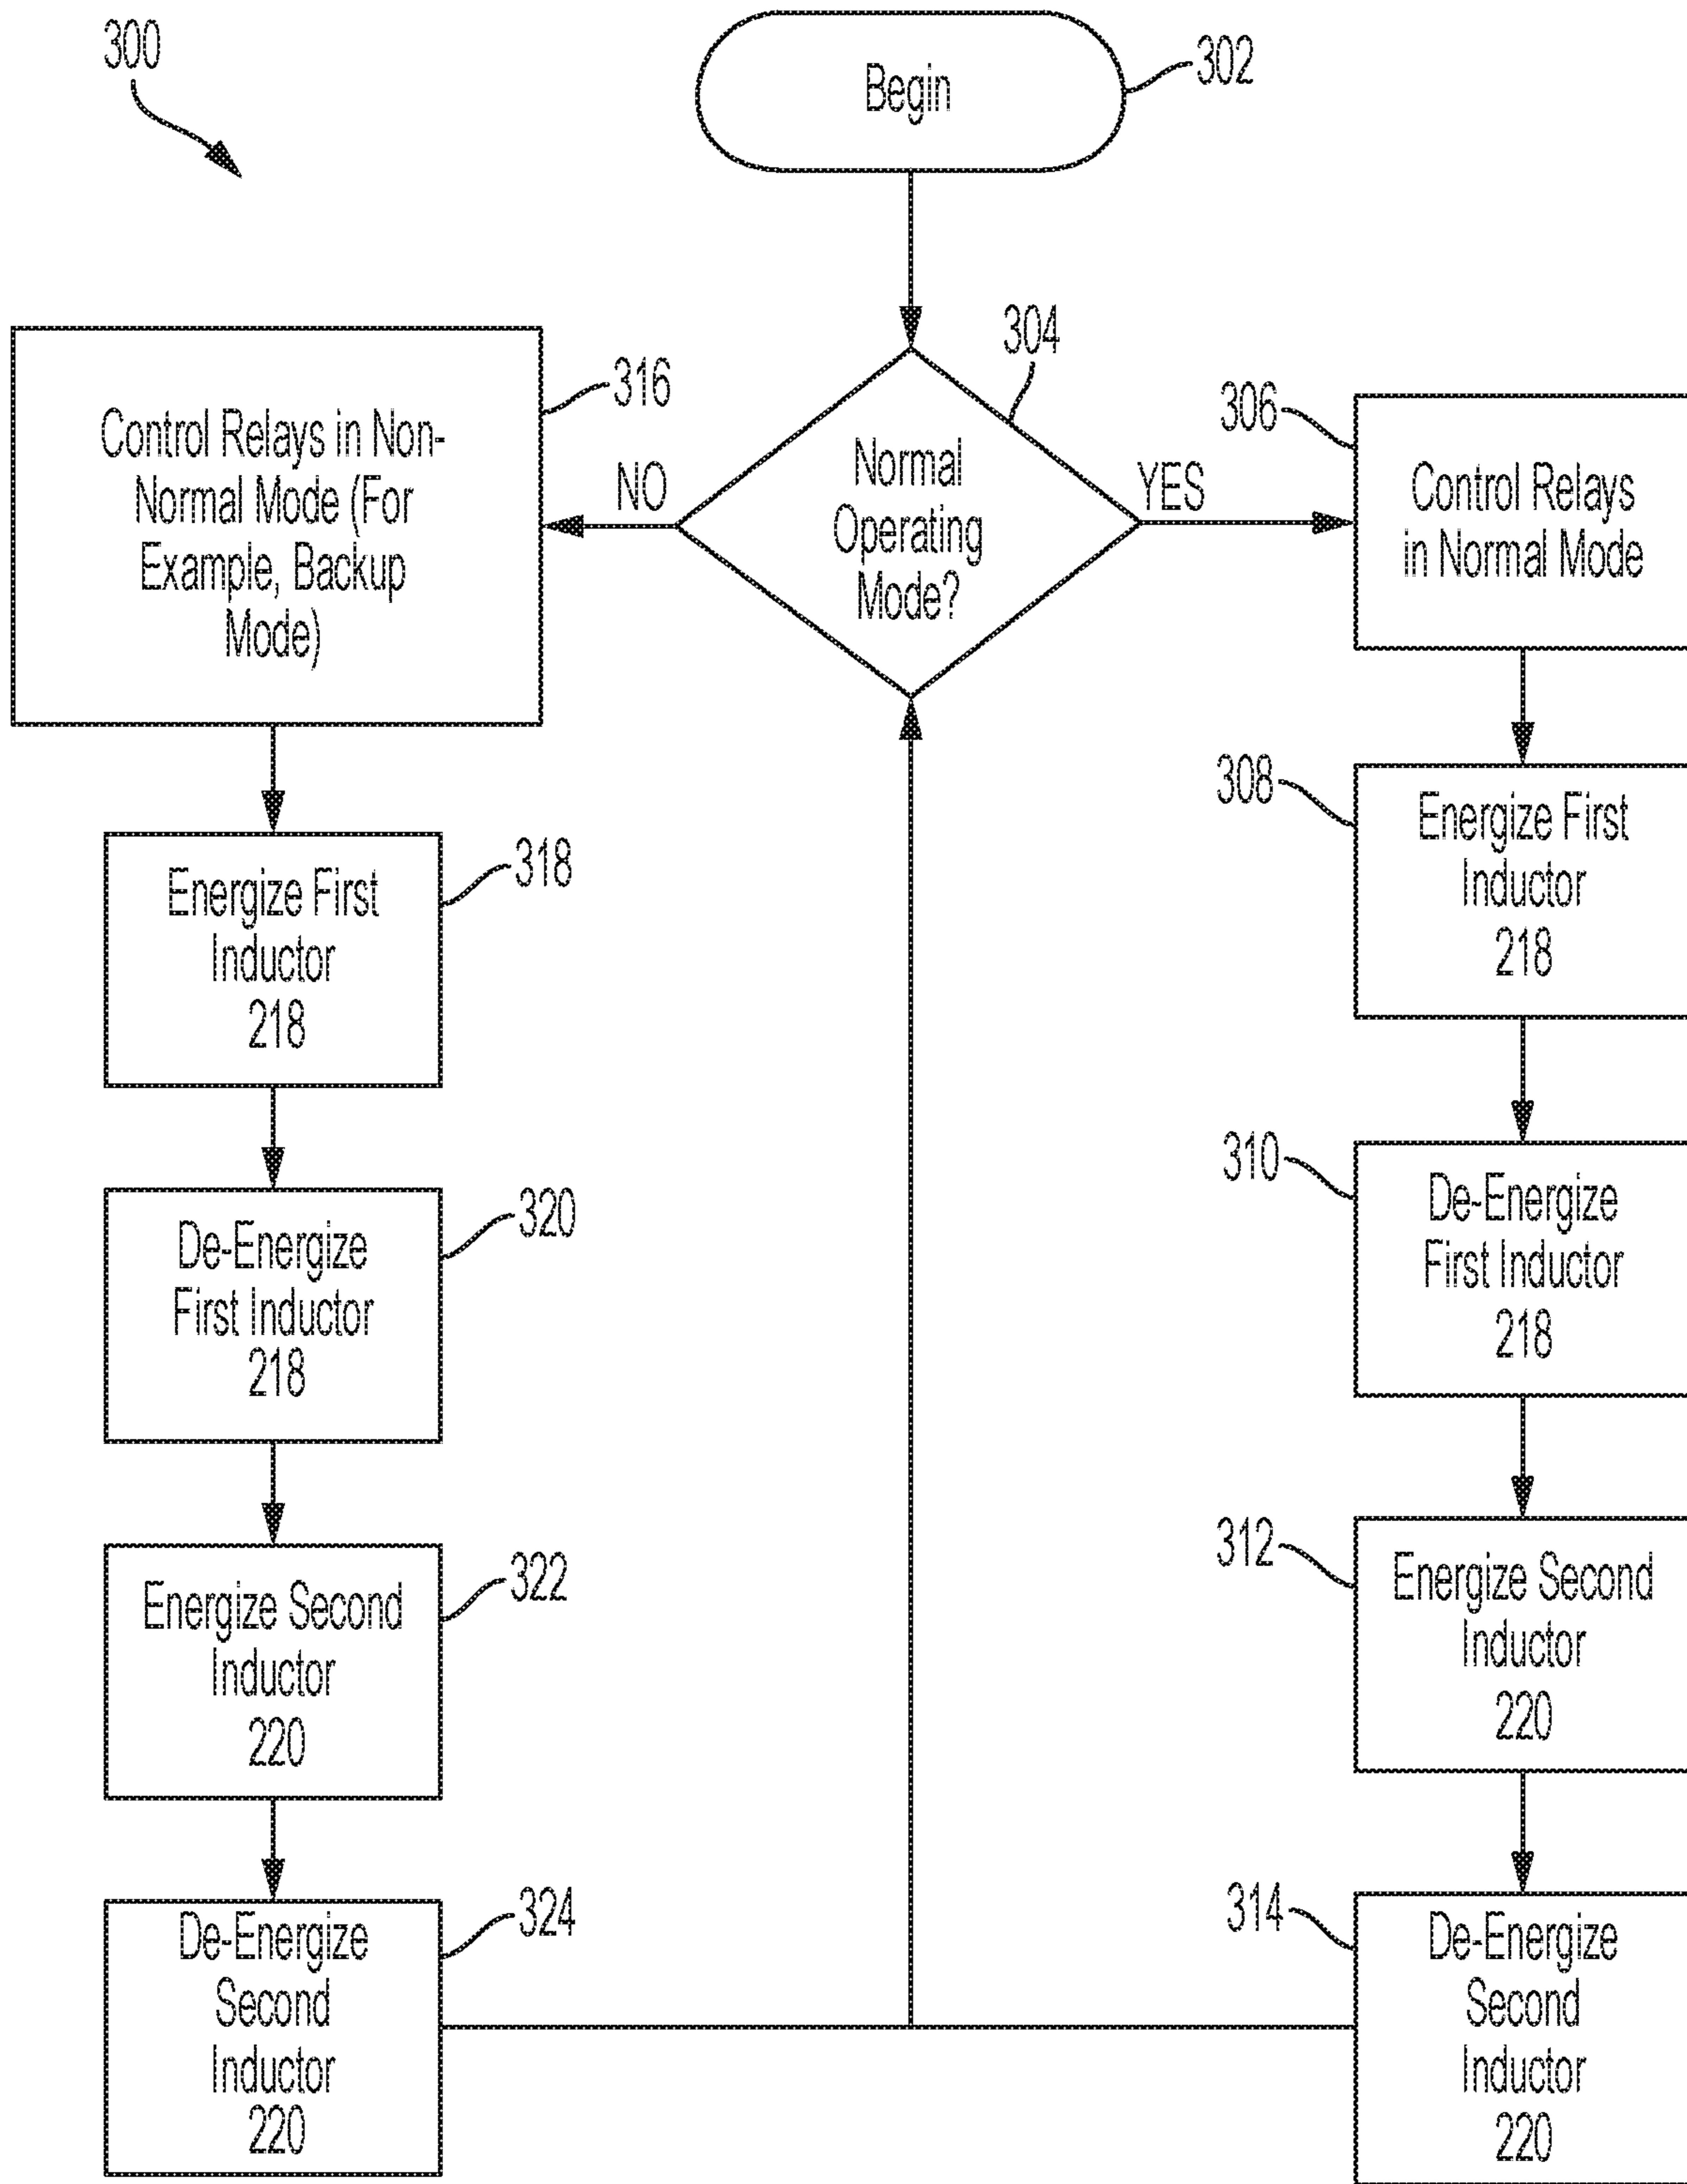 300
Begin
302
304
Normal
Operating
Mode?
NO
YES
316
Control Relays in Non-
Normal Mode (For
Example, Backup
Mode)
306
Control Relays
in Normal Mode
318
Energize First
Inductor
218
308
Energize First
Inductor
218
320
De-Energize
First Inductor
218
310
De-Energize
First Inductor
218
322
Energize Second
Inductor
220
312
Energize Second
Inductor
220
324
De-Energize
Second
Inductor
220
314
De-Energize
Second
Inductor
220